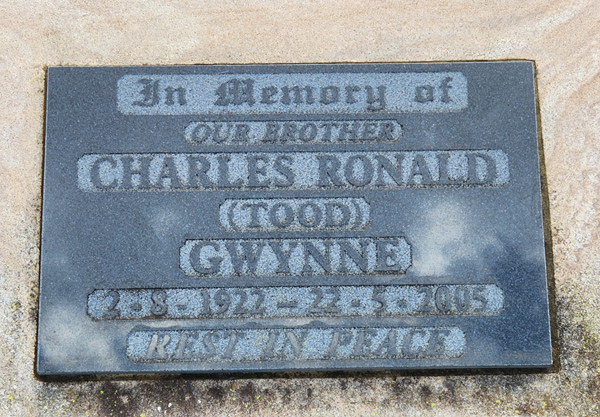 In Memory of
OUR BROTHER
CHARLES RONALD
(TOOD)
GWYNNE
2-8-1922 - 22-5-2005
REST IN PEACE